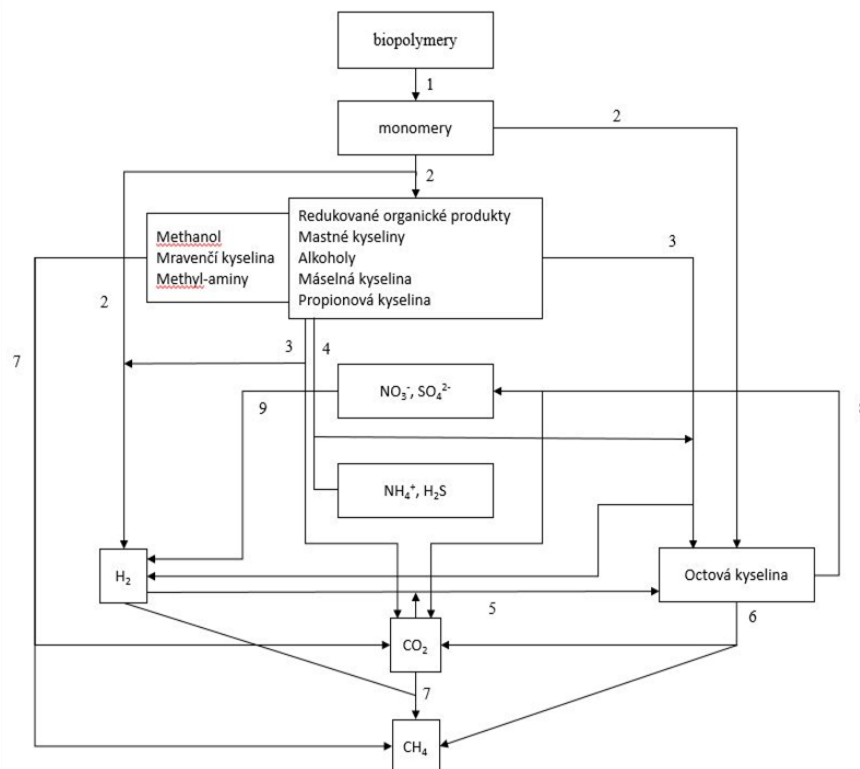 biopolymery
1
monomery
2
2
Redukované organické produkty
Mastné kyseliny
Alkoholy
Máselná kyselina
Propionová kyselina
Methanol
Mravenčí kyselina
Methyl-aminy
3
2
3
4
7
NO₃⁻, SO₄²⁻
9
NH₄⁺, H₂S
H₂
Octová kyselina
5
6
CO₂
7
CH₄